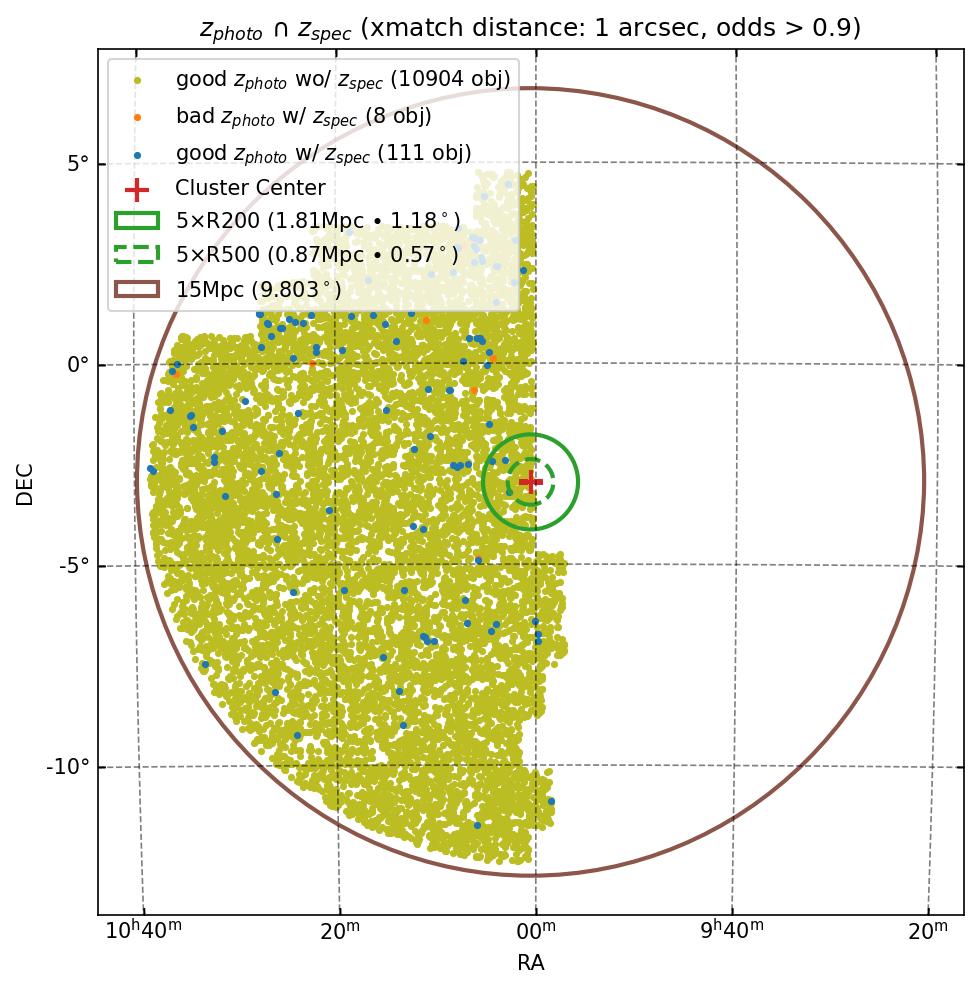 z_photo ∩ z_spec (xmatch distance: 1 arcsec, odds > 0.9)
good z_photo wo/ z_spec (10904 obj)
bad z_photo w/ z_spec (8 obj)
good z_photo w/ z_spec (111 obj)
Cluster Center
5×R200 (1.81Mpc • 1.18°)
5×R500 (0.87Mpc • 0.57°)
15Mpc (9.803°)
5°
0°
-5°
-10°
DEC
10h40m 20m 00m 9h40m 20m
RA